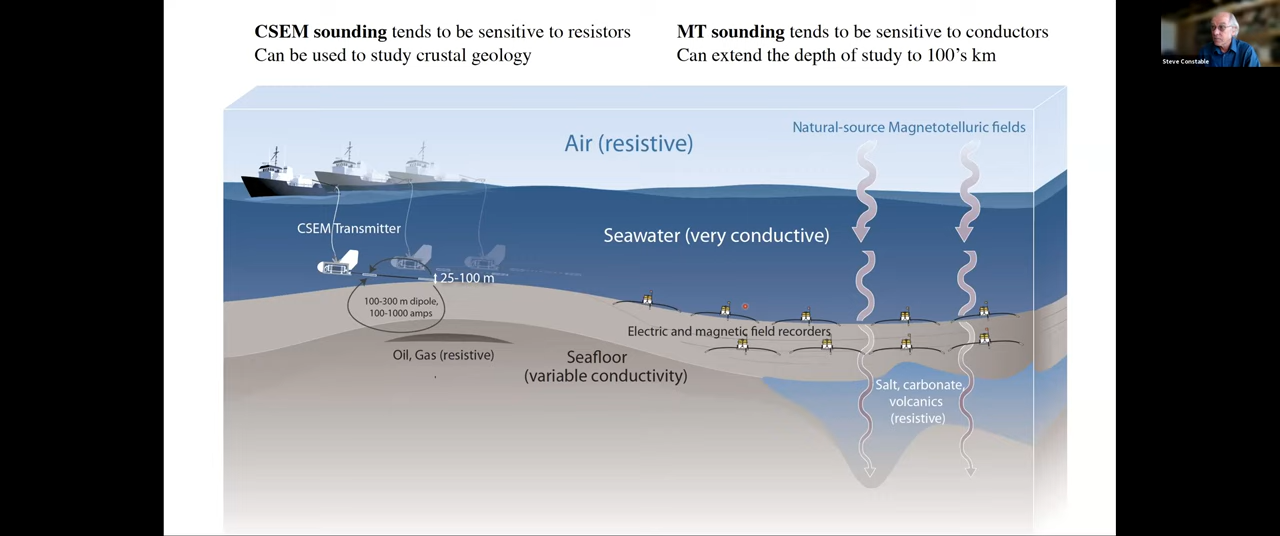 CSEM sounding tends to be sensitive to resistors
Can be used to study crustal geology
MT sounding tends to be sensitive to conductors
Can extend the depth of study to 100's km
Steve Constable
Natural-source Magnetotelluric fields
Air (resistive)
CSEM Transmitter
Seawater (very conductive)
25-100 m
100-300 m dipole,
100-1000 amps
Electric and magnetic field recorders
Oil, Gas (resistive)
Seafloor
(variable conductivity)
Salt, carbonate,
volcanics
(resistive)